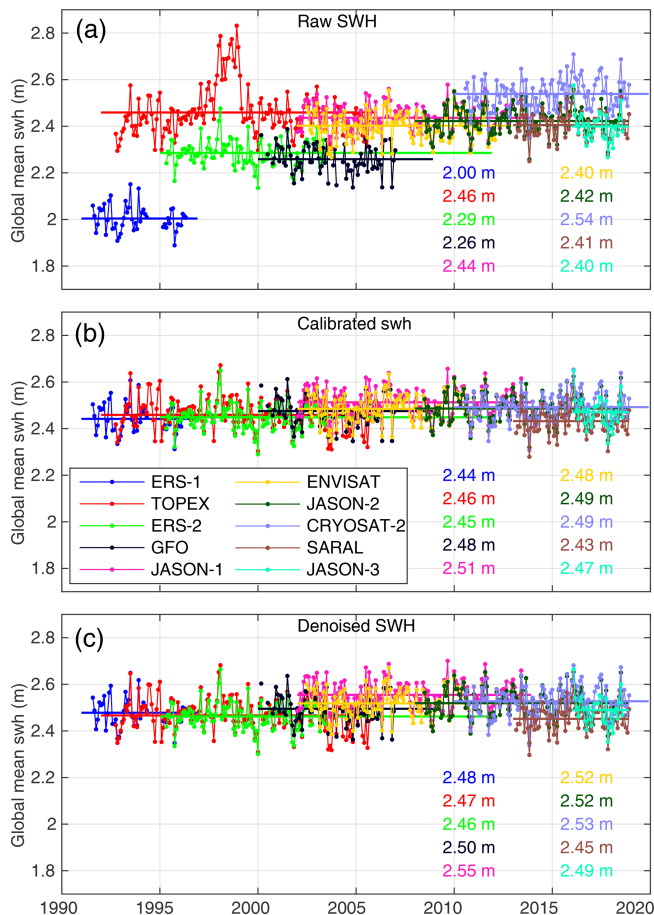 (a)
Raw SWH
2.8
2.6
2.4
2.2
2
1.8
Global mean swh (m)
2.00 m 2.40 m
2.46 m 2.42 m
2.29 m 2.54 m
2.26 m 2.41 m
2.44 m 2.40 m
(b)
Calibrated swh
2.8
2.6
2.4
2.2
2
1.8
Global mean swh (m)
ERS-1 ENVISAT
TOPEX JASON-2
ERS-2 CRYOSAT-2
GFO SARAL
JASON-1 JASON-3
2.44 m 2.48 m
2.46 m 2.49 m
2.45 m 2.49 m
2.48 m 2.43 m
2.51 m 2.47 m
(c)
Denoised SWH
2.8
2.6
2.4
2.2
2
1.8
Global mean swh (m)
2.48 m 2.52 m
2.47 m 2.52 m
2.46 m 2.53 m
2.50 m 2.45 m
2.55 m 2.49 m
1990 1995 2000 2005 2010 2015 2020